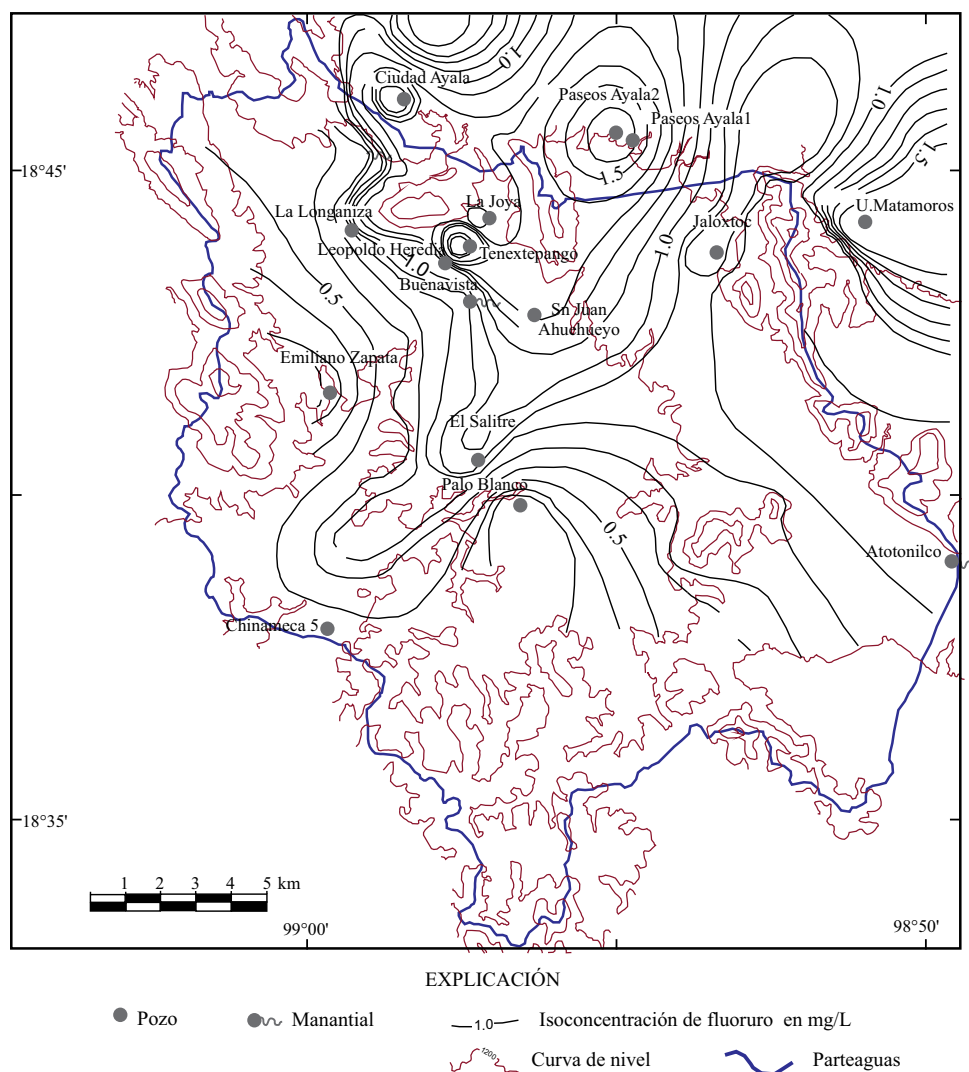 1.0
Ciudad Ayala
Paseos Ayala2
Paseos Ayala1
1.0
1.5
1.5
18°45'
La Joya
La Longaniza
U.Matamoros
Jaloxtoc
1.0
Leopoldo Heredia
Tenextepango
1.0
Buenavista
0.5
Sn Juan
Ahuehueyo
Emiliano Zapata
El Salitre
Palo Blanco
0.5
Atotonilco
Chinameca 5
18°35'
1 2 3 4 5 km
99°00'
98°50'
EXPLICACIÓN
Pozo
Manantial
1.0
Isoconcentración de fluoruro en mg/L
1200
Curva de nivel
Parteaguas